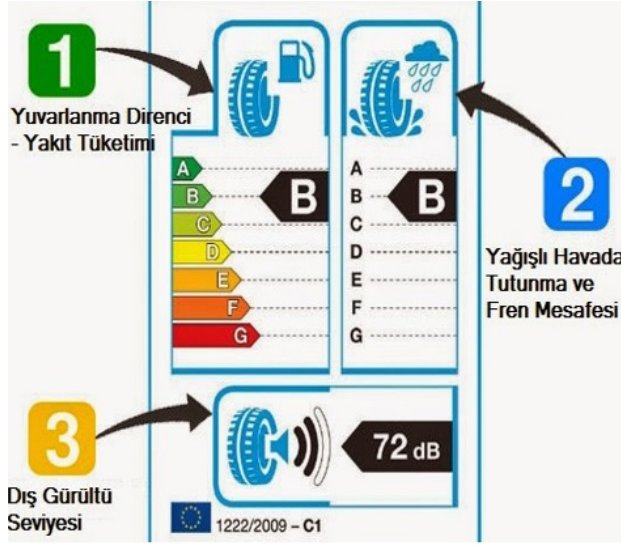 1
Yuvarlanma Direnci
- Yakıt Tüketimi
A
B
C
D
E
F
G
B
A
B
C
D
E
F
G
B
2
Yağışlı Havada
Tutunma ve
Fren Mesafesi
3
Dış Gürültü
Seviyesi
72 dB
1222/2009 – C1